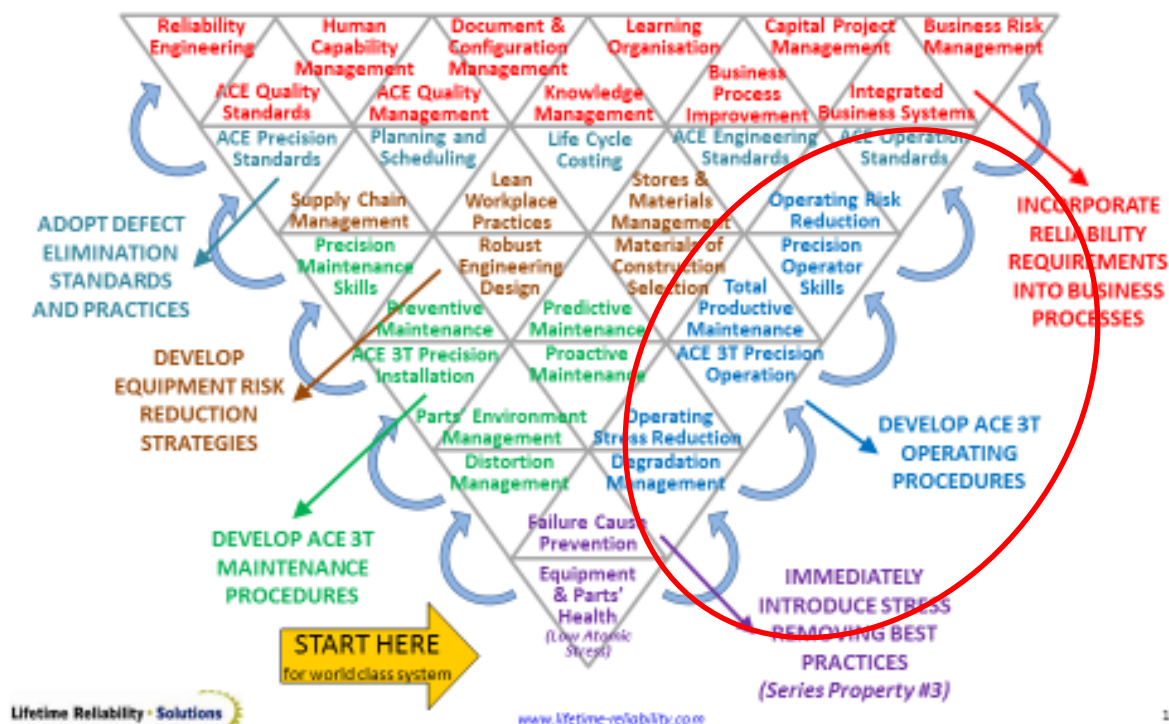 Reliability
Engineering
Human
Capability
Management
Document &
Configuration
Management
Learning
Organisation
Capital Project
Management
Business Risk
Management
ACE Quality
Standards
ACE Quality
Management
Knowledge
Management
Business
Process
Improvement
Integrated
Business Systems
ACE Precision
Standards
Planning and
Scheduling
Life Cycle
Costing
ACE Engineering
Standards
ACE Operation
Standards
Supply Chain
Management
Lean
Workplace
Practices
Stores &
Materials
Management
Operating Risk
Reduction
Precision
Maintenance
Skills
Robust
Engineering
Design
Materials of
Construction
Selection
Precision
Operator
Skills
Preventive
Maintenance
Predictive
Maintenance
Total
Productive
Maintenance
ACE 3T Precision
Installation
Proactive
Maintenance
ACE 3T Precision
Operation
Parts' Environment
Management
Operating
Stress Reduction
Distortion
Management
Degradation
Management
Failure Cause
Prevention
Equipment
& Parts'
Health
(Low Atomic
Stress)
ADOPT DEFECT
ELIMINATION
STANDARDS
AND PRACTICES
DEVELOP
EQUIPMENT RISK
REDUCTION
STRATEGIES
DEVELOP ACE 3T
MAINTENANCE
PROCEDURES
INCORPORATE
RELIABILITY
REQUIREMENTS
INTO BUSINESS
PROCESSES
DEVELOP ACE 3T
OPERATING
PROCEDURES
IMMEDIATELY
INTRODUCE STRESS
REMOVING BEST
PRACTICES
(Series Property #3)
START HERE
for world class system
Lifetime Reliability · Solutions
www.lifetime-reliability.com
1